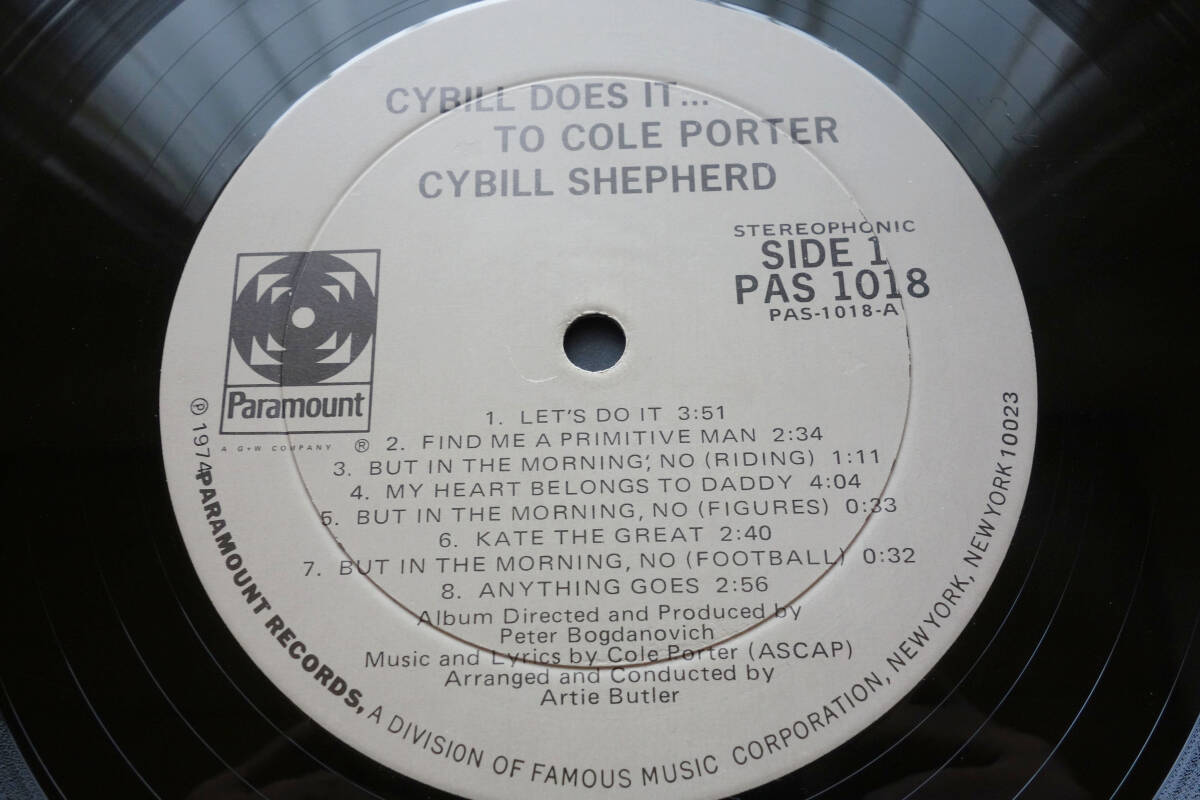 CYBILL DOES IT...
TO COLE PORTER
CYBILL SHEPHERD
STEREOPHONIC
SIDE 1
PAS 1018
PAS-1018-A
Paramount
A G+W COMPANY
®
1. LET'S DO IT 3:51
2. FIND ME A PRIMITIVE MAN 2:34
3. BUT IN THE MORNING, NO (RIDING) 1:11
4. MY HEART BELONGS TO DADDY 4:04
5. BUT IN THE MORNING, NO (FIGURES) 0:33
6. KATE THE GREAT 2:40
7. BUT IN THE MORNING, NO (FOOTBALL) 0:32
8. ANYTHING GOES 2:56
Album Directed and Produced by
Peter Bogdanovich
Music and Lyrics by Cole Porter (ASCAP)
Arranged and Conducted by
Artie Butler
℗ 1974 PARAMOUNT RECORDS, A DIVISION OF FAMOUS MUSIC CORPORATION, NEW YORK, NEW YORK 10023